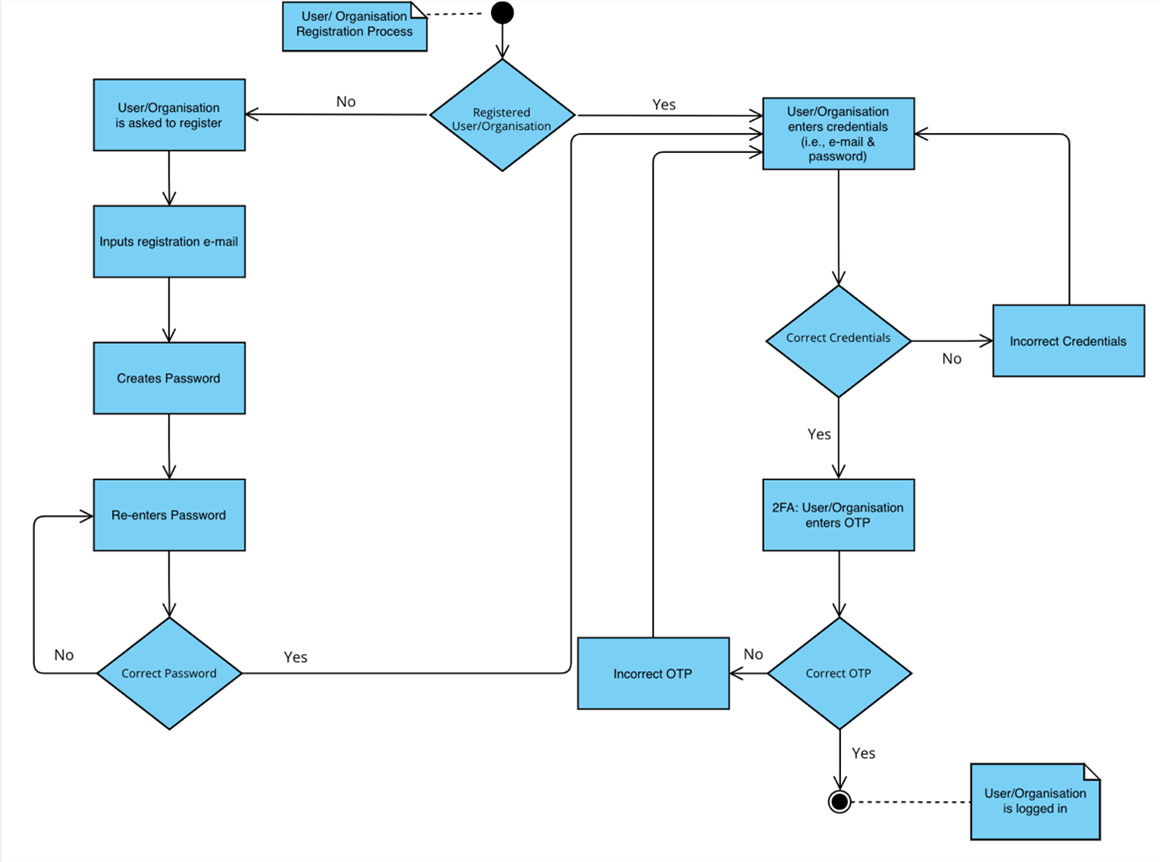 User/ Organisation
Registration Process
Registered
User/Organisation
No
Yes
User/Organisation
is asked to register
Inputs registration e-mail
Creates Password
Re-enters Password
Correct Password
No
Yes
User/Organisation
enters credentials
(i.e., e-mail &
password)
Correct Credentials
No
Incorrect Credentials
Yes
2FA: User/Organisation
enters OTP
Correct OTP
No
Incorrect OTP
Yes
User/Organisation
is logged in